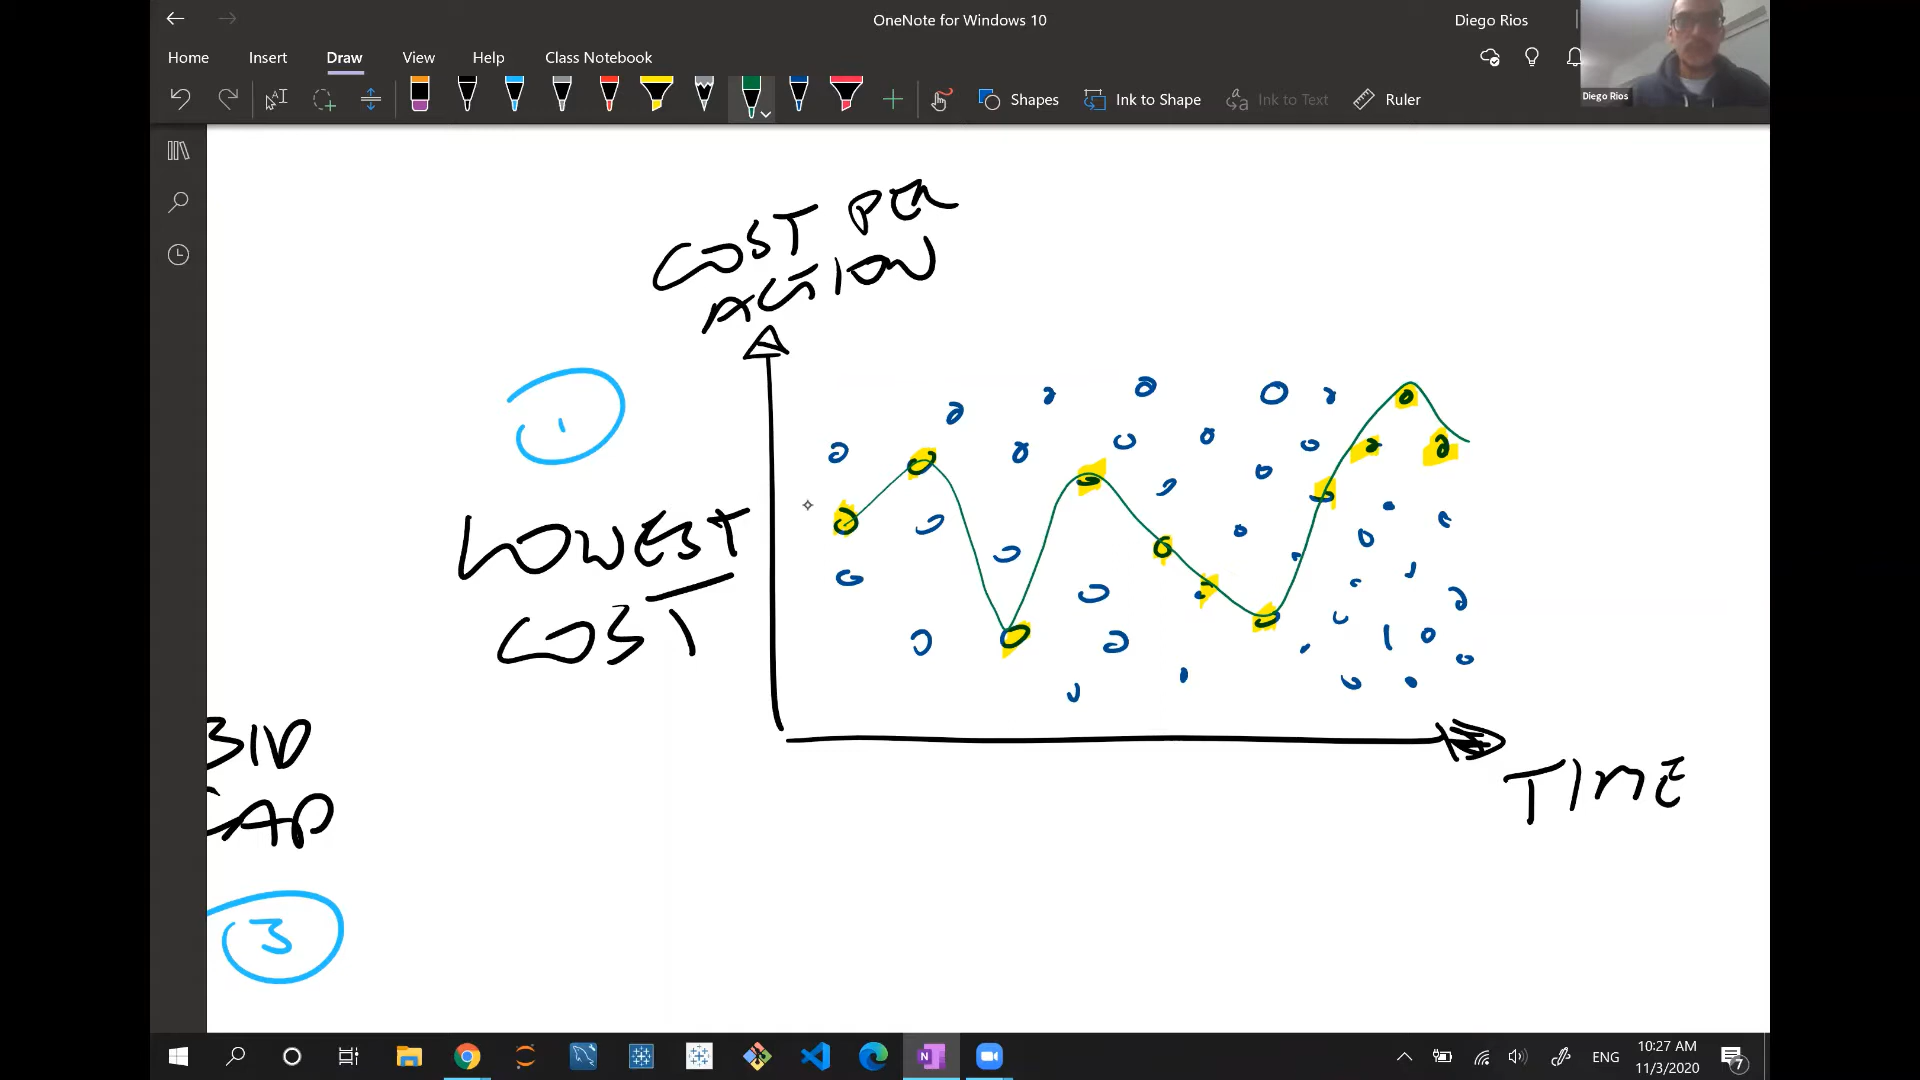 OneNote for Windows 10
Diego Rios
Home Insert Draw View Help Class Notebook
Diego Rios
Shapes Ink to Shape Ink to Text Ruler
COST PER
ACTION
1
LOWEST
COST
BID
CAP
TIME
3
ENG
10:27 AM
11/3/2020
7